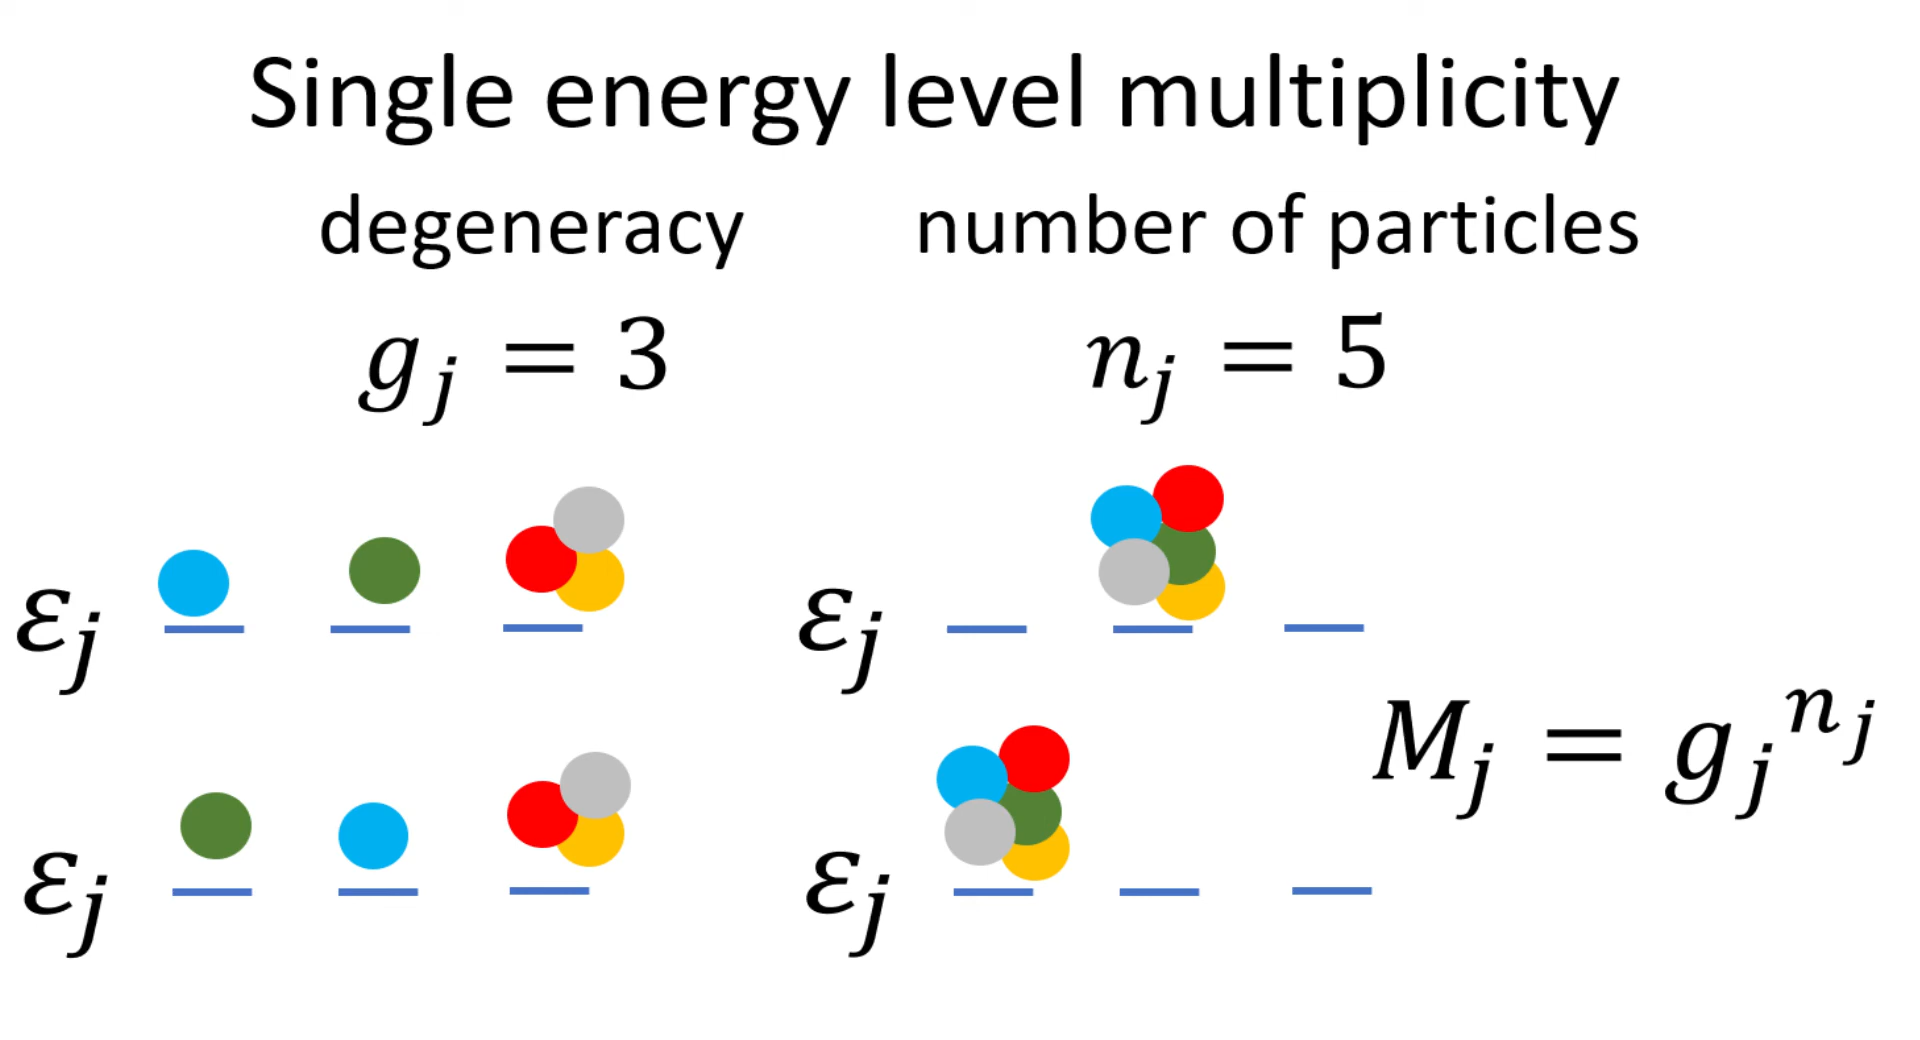 Single energy level multiplicity
degeneracy number of particles
g_j = 3 n_j = 5
ε_j ε_j
M_j = g_j^{n_j}
ε_j ε_j